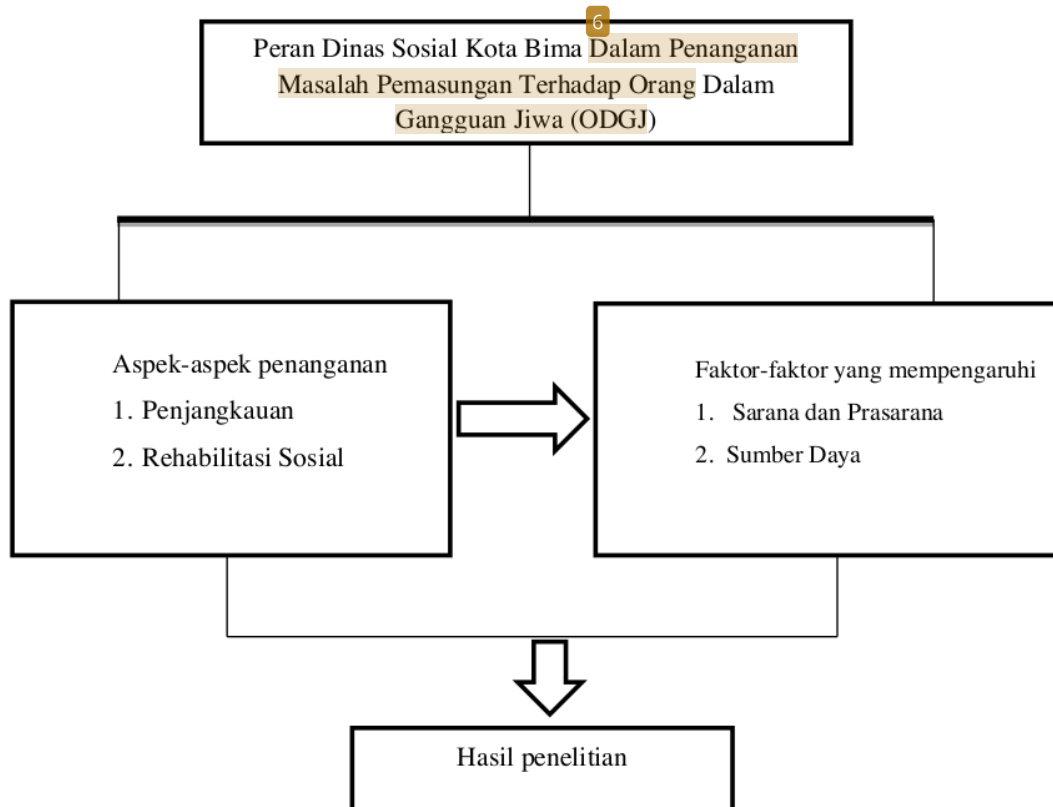 6
Peran Dinas Sosial Kota Bima Dalam Penanganan
Masalah Pemasungan Terhadap Orang Dalam
Gangguan Jiwa (ODGJ)
Aspek-aspek penanganan
1. Penjangkauan
2. Rehabilitasi Sosial
Faktor-faktor yang mempengaruhi
1. Sarana dan Prasarana
2. Sumber Daya
Hasil penelitian